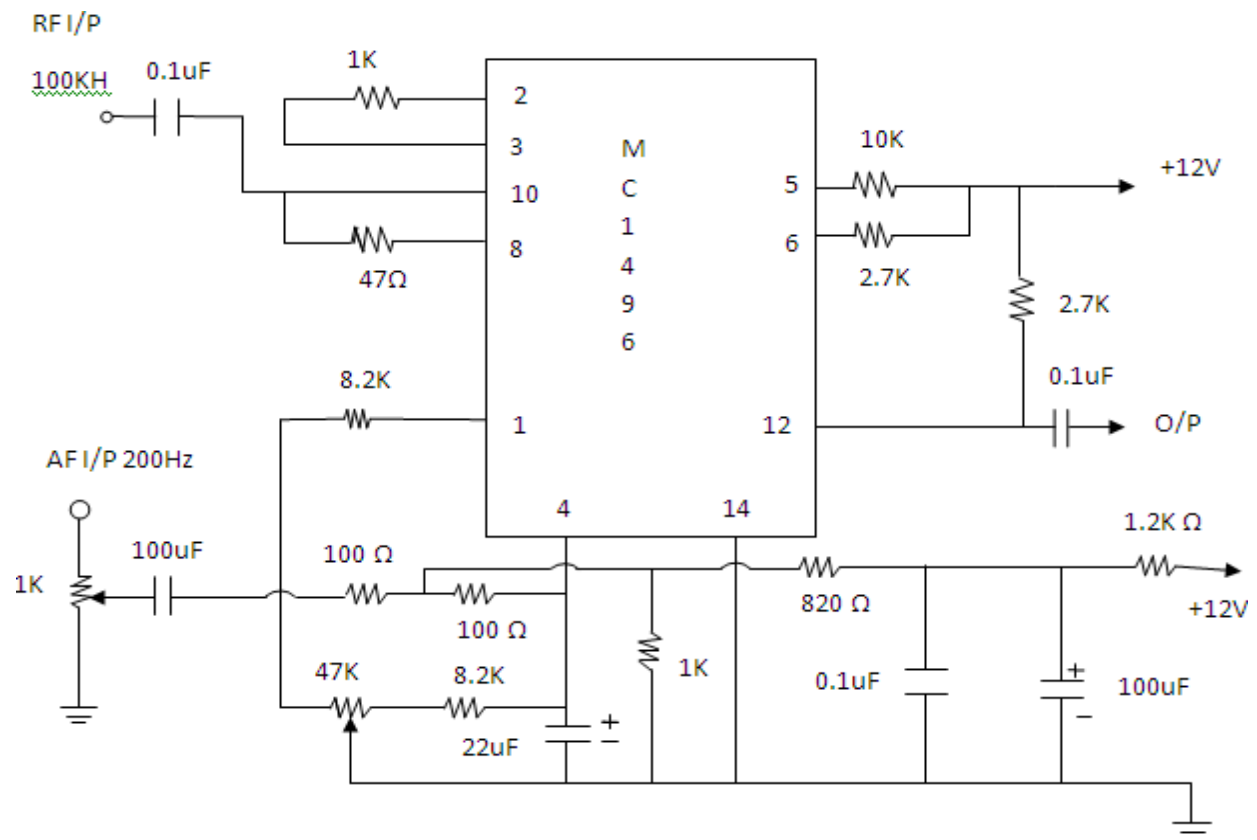 RF I/P
100KH
0.1uF
1K
2
3
10
8
47Ω
M
C
1
4
9
6
5
6
10K
2.7K
+12V
2.7K
0.1uF
O/P
8.2K
1
12
AF I/P 200Hz
4
14
1K
100uF
100 Ω
100 Ω
820 Ω
1.2K Ω
+12V
47K
8.2K
1K
0.1uF
+
100uF
–
22uF
+
–